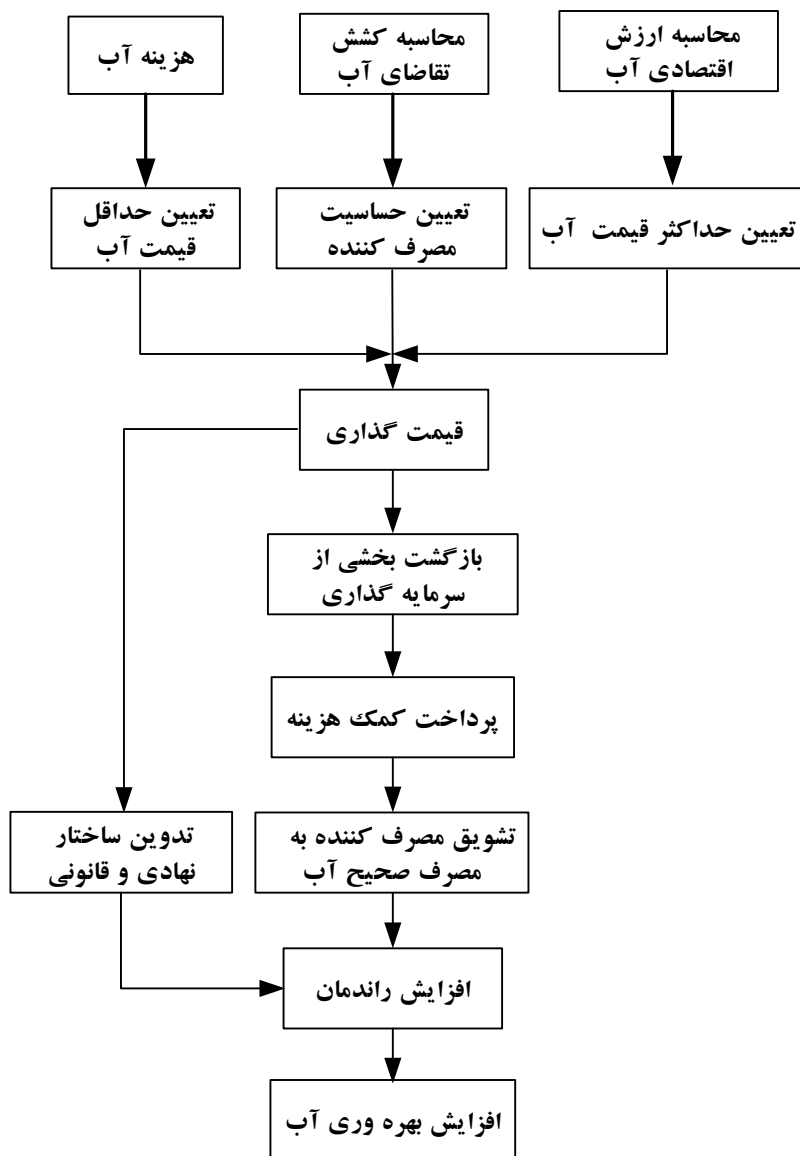 محاسبه ارزش
اقتصادی آب
محاسبه کشش
تقاضای آب
هزینه آب
تعیین حداکثر قیمت آب
تعیین حساسیت
مصرف کننده
تعیین حداقل
قیمت آب
قیمت گذاری
بازگشت بخشی از
سرمایه گذاری
پرداخت کمک هزینه
تشویق مصرف کننده به
مصرف صحیح آب
تدوین ساختار
نهادی و قانونی
افزایش راندمان
افزایش بهره وری آب